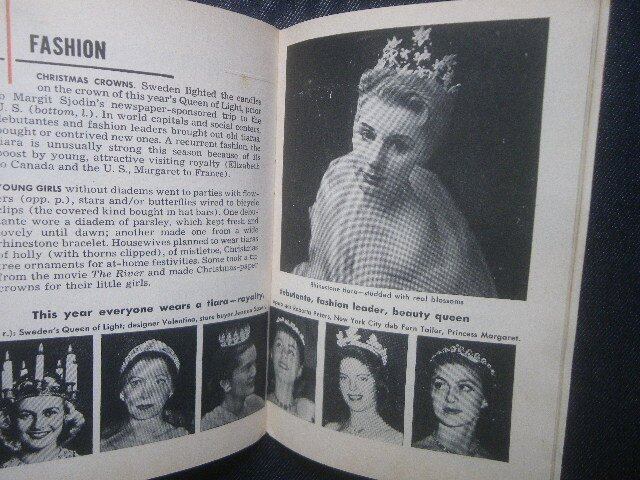 FASHION
CHRISTMAS CROWNS. Sweden lighted the candles
on the crown of this year's Queen of Light, prior
to Margit Sjodin's newspaper-sponsored trip to the
U. S. (bottom, l.). In world capitals and social centers,
debutantes and fashion leaders brought out old tiaras,
bought or contrived new ones. A recurrent fashion, the
tiara is unusually strong this season because of its
boost by young, attractive visiting royalty (Elizabeth
to Canada and the U. S., Margaret to France).
YOUNG GIRLS without diadems went to parties with flow-
ers (opp. p.), stars and/or butterflies wired to bicycle
clips (the covered kind bought in hat bars). One debu-
tante wore a diadem of parsley, which kept fresh and
lovely until dawn; another made one from a wide
rhinestone bracelet. Housewives planned to wear tiaras
of holly (with thorns clipped), of mistletoe, Christmas
tree ornaments for at-home festivities. Some took a tip
from the movie The River and made Christmas-paper
crowns for their little girls.
This year everyone wears a tiara—royalty,
r.): Sweden's Queen of Light; designer Valentina, store buyer Joanna
Rhinestone tiara—studded with real blossoms
debutante, fashion leader, beauty queen
Roberta Peters, New York City deb Fern Tailer, Princess Margaret.